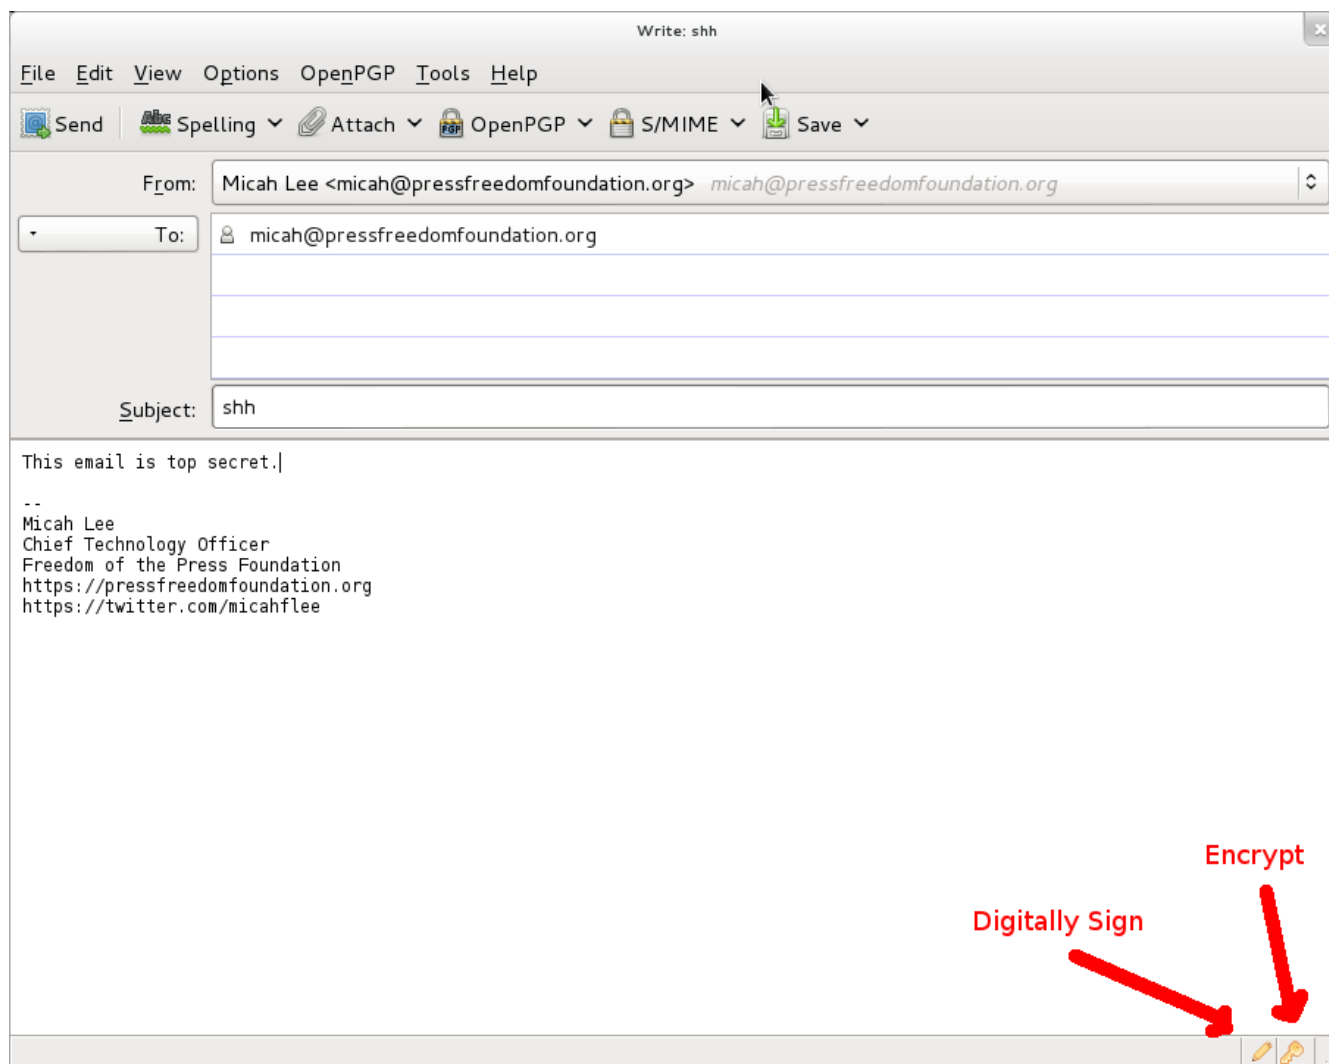 Write: shh
File Edit View Options OpenPGP Tools Help
Send Abc Spelling Attach PGP OpenPGP S/MIME Save
From: Micah Lee <micah@pressfreedomfoundation.org> micah@pressfreedomfoundation.org
To: micah@pressfreedomfoundation.org
Subject: shh
This email is top secret.
--
Micah Lee
Chief Technology Officer
Freedom of the Press Foundation
https://pressfreedomfoundation.org
https://twitter.com/micahflee
Encrypt
Digitally Sign